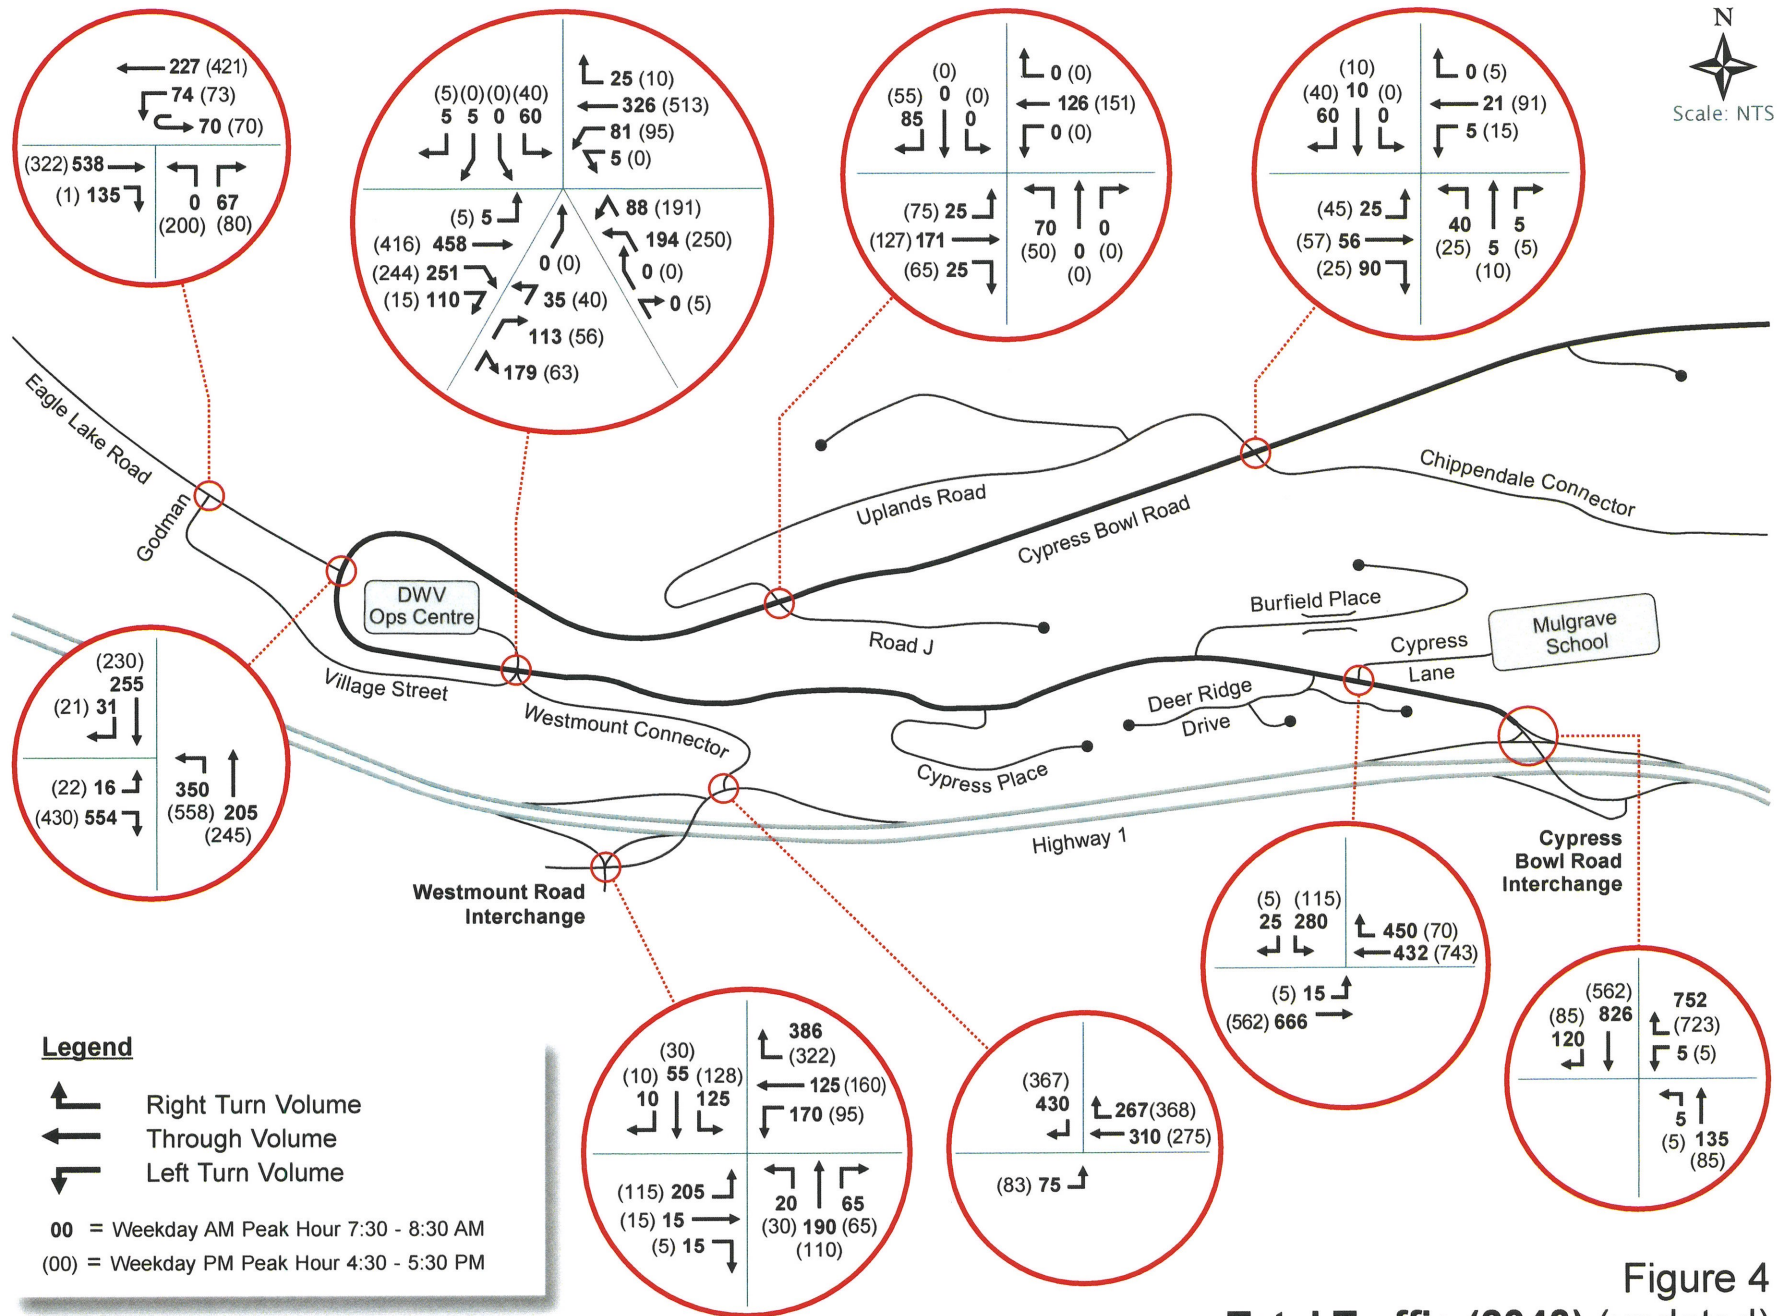 227 (421)
74 (73)
70 (70)
(322) 538
(1) 135
0 67
(200) (80)
(5)(0)(0)(40)
5 5 0 60
25 (10)
326 (513)
81 (95)
5 (0)
(5) 5
(416) 458
(244) 251
(15) 110
0 (0)
35 (40)
113 (56)
179 (63)
88 (191)
194 (250)
0 (0)
0 (5)
(0)
(55) 0 (0)
85 0
0 (0)
126 (151)
0 (0)
(75) 25
(127) 171
(65) 25
70 0
(50) 0 (0)
(0)
(10)
(40) 10 (0)
60 0
0 (5)
21 (91)
5 (15)
(45) 25
(57) 56
(25) 90
40 5
(25) 5 (5)
(10)
N
Scale: NTS
Eagle Lake Road
Godman
DWV
Ops Centre
Village Street
Westmount Connector
Uplands Road
Cypress Bowl Road
Chippendale Connector
Road J
Burfield Place
Cypress
Lane
Mulgrave
School
Deer Ridge
Drive
Cypress Place
Highway 1
Westmount Road
Interchange
Cypress
Bowl Road
Interchange
(230)
255
(21) 31
(22) 16
(430) 554
350
(558) 205
(245)
(5) (115)
25 280
450 (70)
432 (743)
(5) 15
(562) 666
(562)
(85) 826
120
752
(723)
5 (5)
5
(5) 135
(85)
(30)
(10) 55 (128)
10 125
386
(322)
125 (160)
170 (95)
(115) 205
(15) 15
(5) 15
20 65
(30) 190 (65)
(110)
(367)
430
267(368)
310 (275)
(83) 75
Legend
Right Turn Volume
Through Volume
Left Turn Volume
00 = Weekday AM Peak Hour 7:30 - 8:30 AM
(00) = Weekday PM Peak Hour 4:30 - 5:30 PM
Figure 4